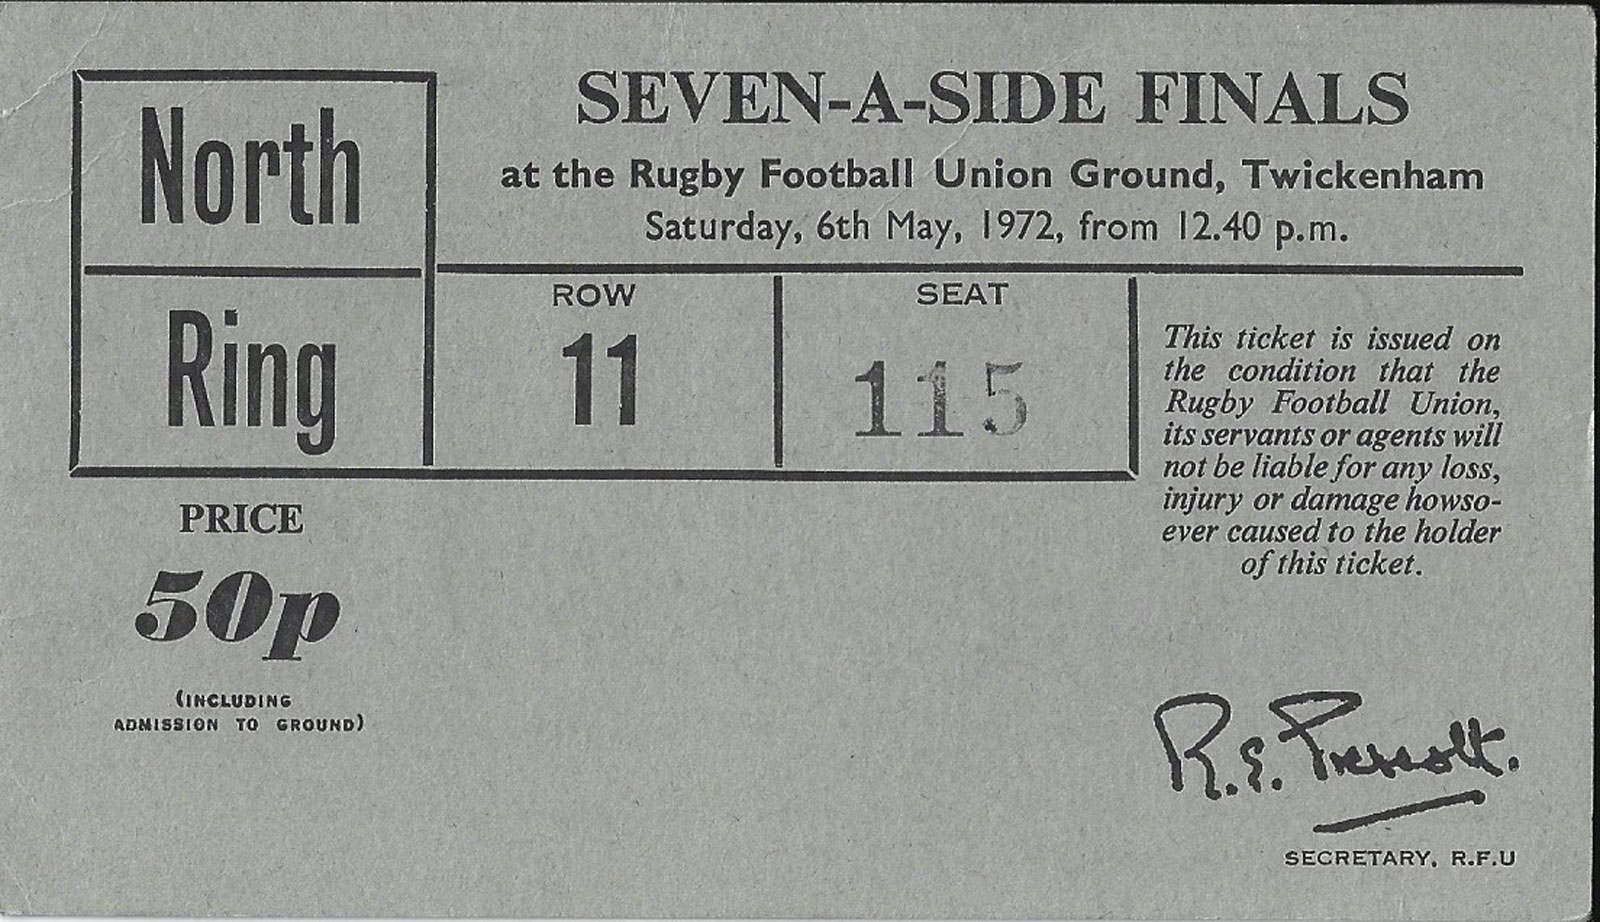 North
Ring
SEVEN-A-SIDE FINALS
at the Rugby Football Union Ground, Twickenham
Saturday, 6th May, 1972, from 12.40 p.m.
ROW
11
SEAT
115
This ticket is issued on
the condition that the
Rugby Football Union,
its servants or agents will
not be liable for any loss,
injury or damage howso-
ever caused to the holder
of this ticket.
PRICE
50p
(INCLUDING
ADMISSION TO GROUND)
R.E. Prescott.
SECRETARY, R.F.U